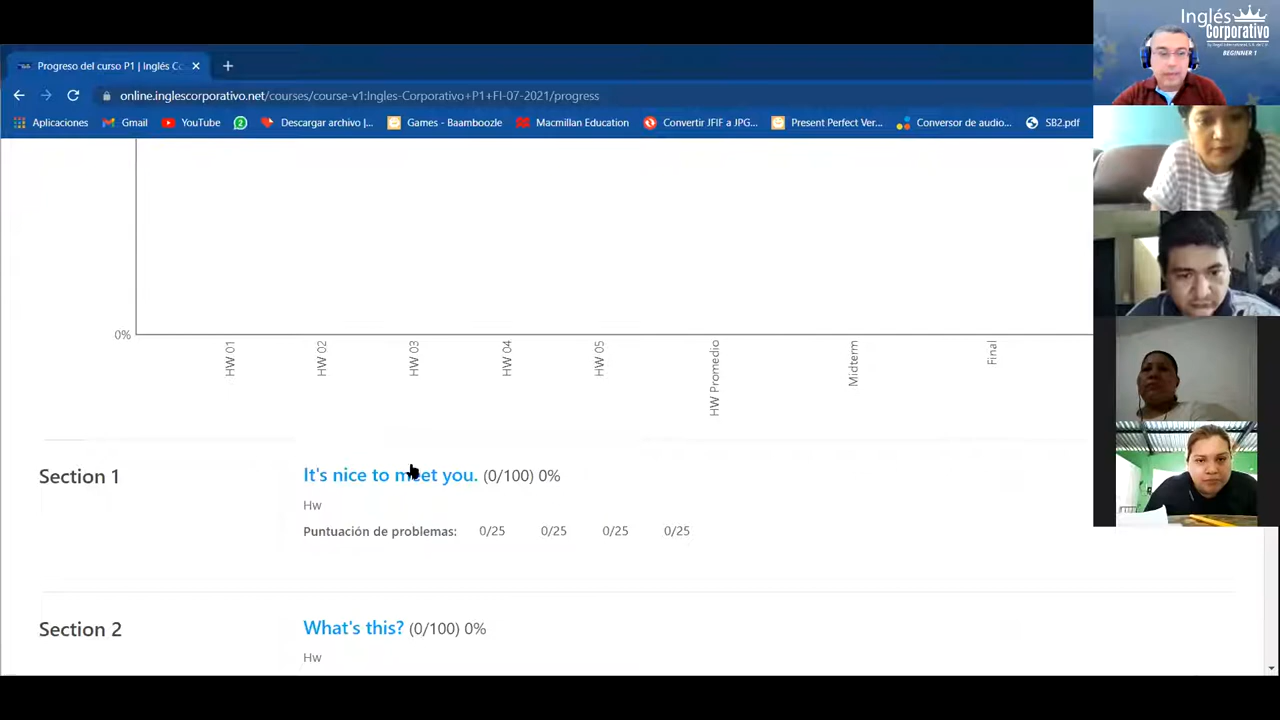 Inglés
Corporativo
BEGINNER 1
Progreso del curso P1 | Inglés Co
online.inglescorporativo.net/courses/course-v1:Ingles-Corporativo+P1+FI-07-2021/progress
Aplicaciones Gmail YouTube 2 Descargar archivo |... Games - Baamboozle Macmillan Education Convertir JFIF a JPG... Present Perfect Ver... Conversor de audio... SB2.pdf
0%
HW 01
HW 02
HW 03
HW 04
HW 05
HW Promedio
Midterm
Final
Section 1 It's nice to meet you. (0/100) 0%
Hw
Puntuación de problemas: 0/25 0/25 0/25 0/25
Section 2 What's this? (0/100) 0%
Hw